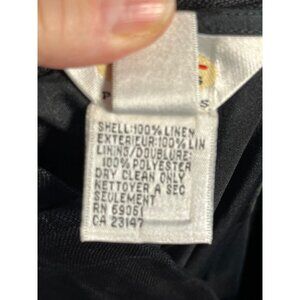 P S
SHELL:100% LINEN
EXTERIEUR:100% LIN
LINING/DOUBLURE:
100% POLYESTER
DRY CLEAN ONLY
NETTOYER A SEC
SEULEMENT
RN 59061
CA 23147